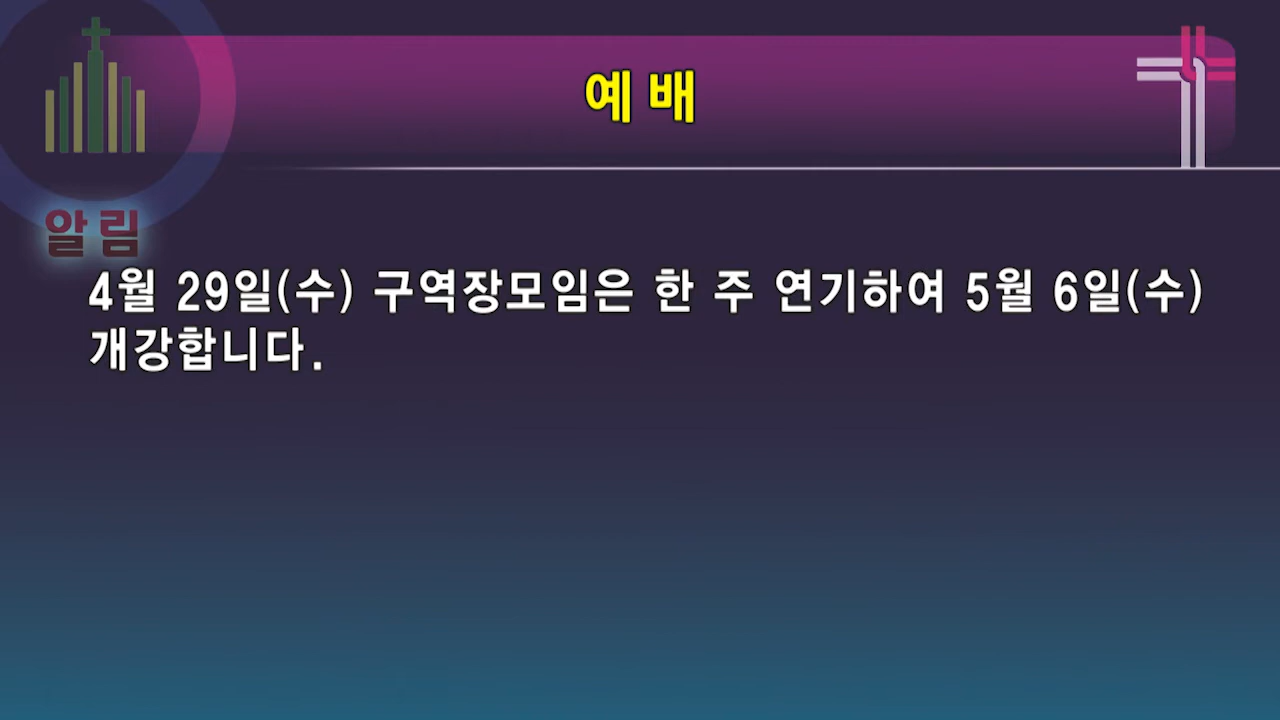 예 배
알 림
4월 29일(수) 구역장모임은 한 주 연기하여 5월 6일(수)
개강합니다.